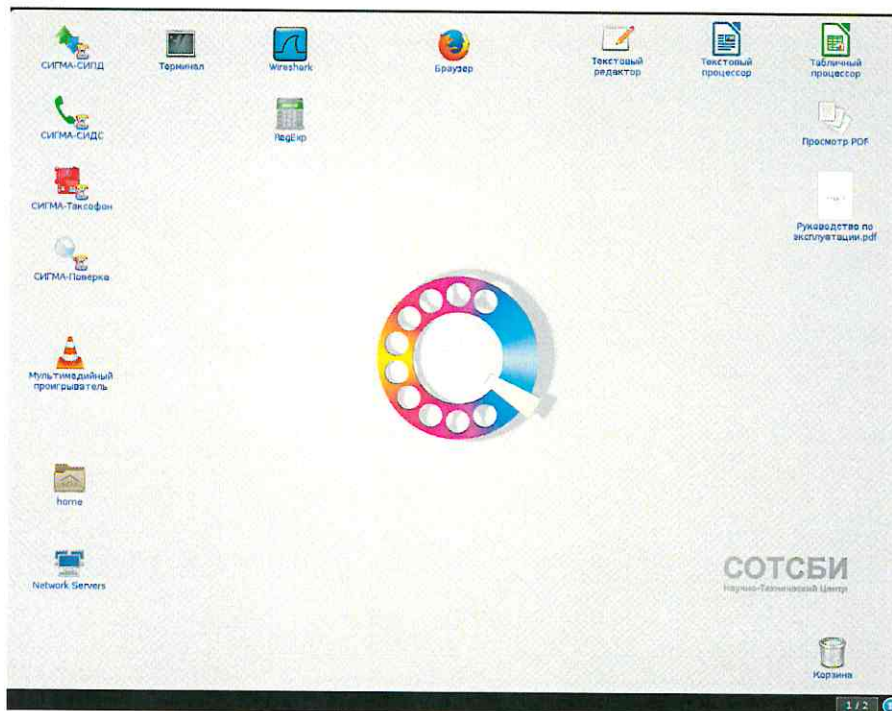 СИГМА-СИПД
Терминал
Wireshark
Браузер
Текстовый
редактор
Текстовый
процессор
Табличный
процессор
СИГМА-СИДС
RegExp
Просмотр PDF
СИГМА-Таксофон
Руководство по
эксплуатации.pdf
СИГМА-Поверка
Мультимедийный
проигрыватель
home
Network Servers
СОТСБИ
Научно-Технический Центр
Корзина
1 / 2